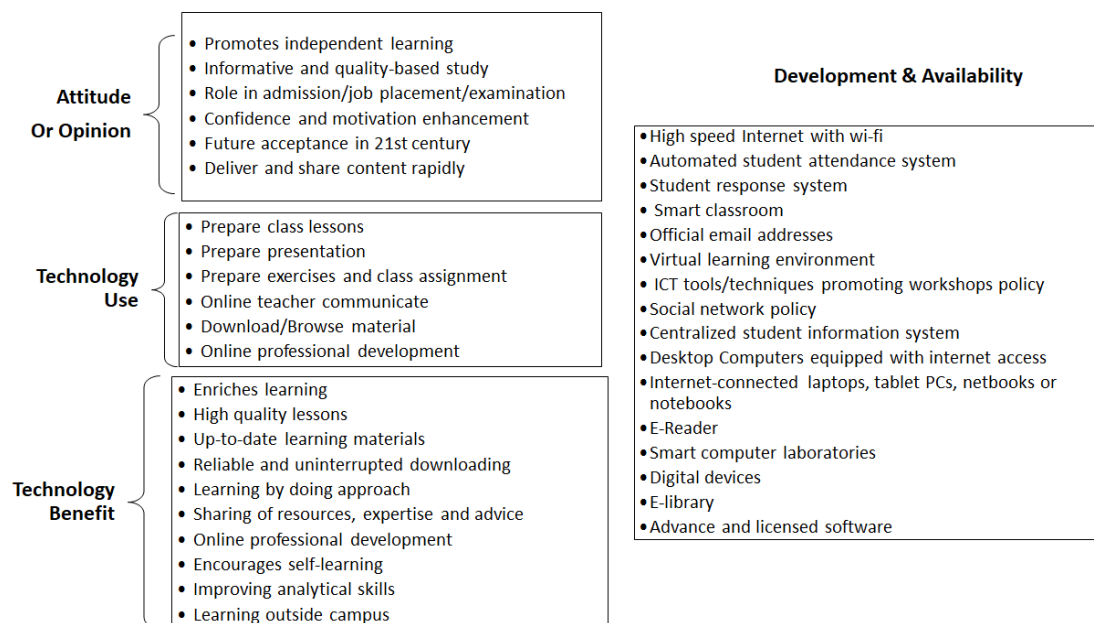 Attitude
Or Opinion
• Promotes independent learning
• Informative and quality-based study
• Role in admission/job placement/examination
• Confidence and motivation enhancement
• Future acceptance in 21st century
• Deliver and share content rapidly
Technology
Use
• Prepare class lessons
• Prepare presentation
• Prepare exercises and class assignment
• Online teacher communicate
• Download/Browse material
• Online professional development
Technology
Benefit
• Enriches learning
• High quality lessons
• Up-to-date learning materials
• Reliable and uninterrupted downloading
• Learning by doing approach
• Sharing of resources, expertise and advice
• Online professional development
• Encourages self-learning
• Improving analytical skills
• Learning outside campus
Development & Availability
• High speed Internet with wi-fi
• Automated student attendance system
• Student response system
• Smart classroom
• Official email addresses
• Virtual learning environment
• ICT tools/techniques promoting workshops policy
• Social network policy
• Centralized student information system
• Desktop Computers equipped with internet access
• Internet-connected laptops, tablet PCs, netbooks or
notebooks
• E-Reader
• Smart computer laboratories
• Digital devices
• E-library
• Advance and licensed software